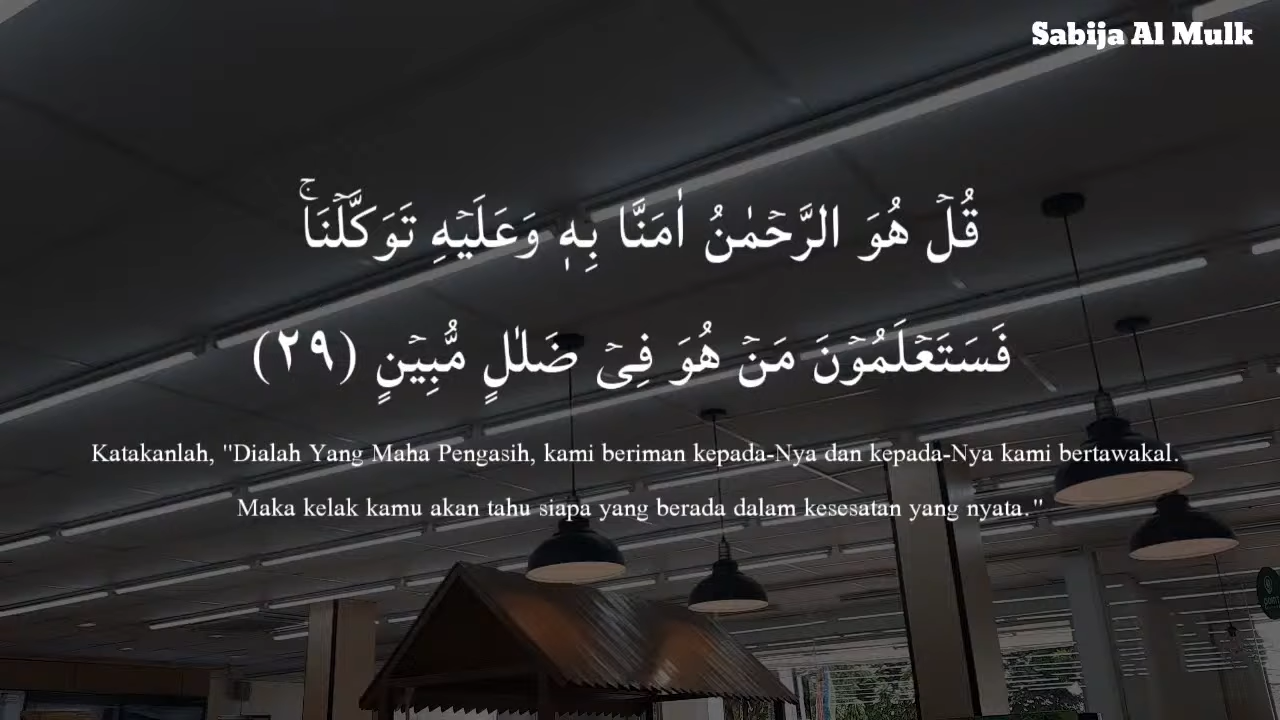 Sabija Al Mulk
قُلْ هُوَ الرَّحْمٰنُ اٰمَنَّا بِهٖ وَعَلَيْهِ تَوَكَّلْنَاۚ
فَسَتَعْلَمُوْنَ مَنْ هُوَ فِيْ ضَلٰلٍ مُّبِيْنٍ (٢٩)
Katakanlah, "Dialah Yang Maha Pengasih, kami beriman kepada-Nya dan kepada-Nya kami bertawakal.
Maka kelak kamu akan tahu siapa yang berada dalam kesesatan yang nyata."